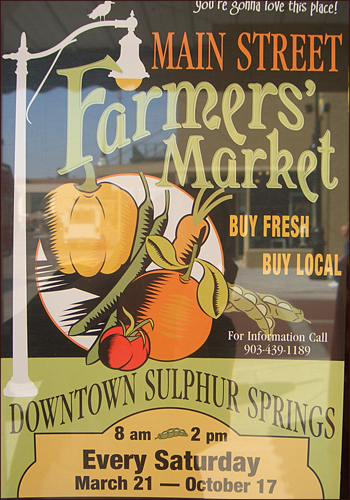 you're gonna love this place!
MAIN STREET
Farmers'
Market
BUY FRESH
BUY LOCAL
For Information Call
903-439-1189
DOWNTOWN SULPHUR SPRINGS
8 am 2 pm
Every Saturday
March 21 — October 17